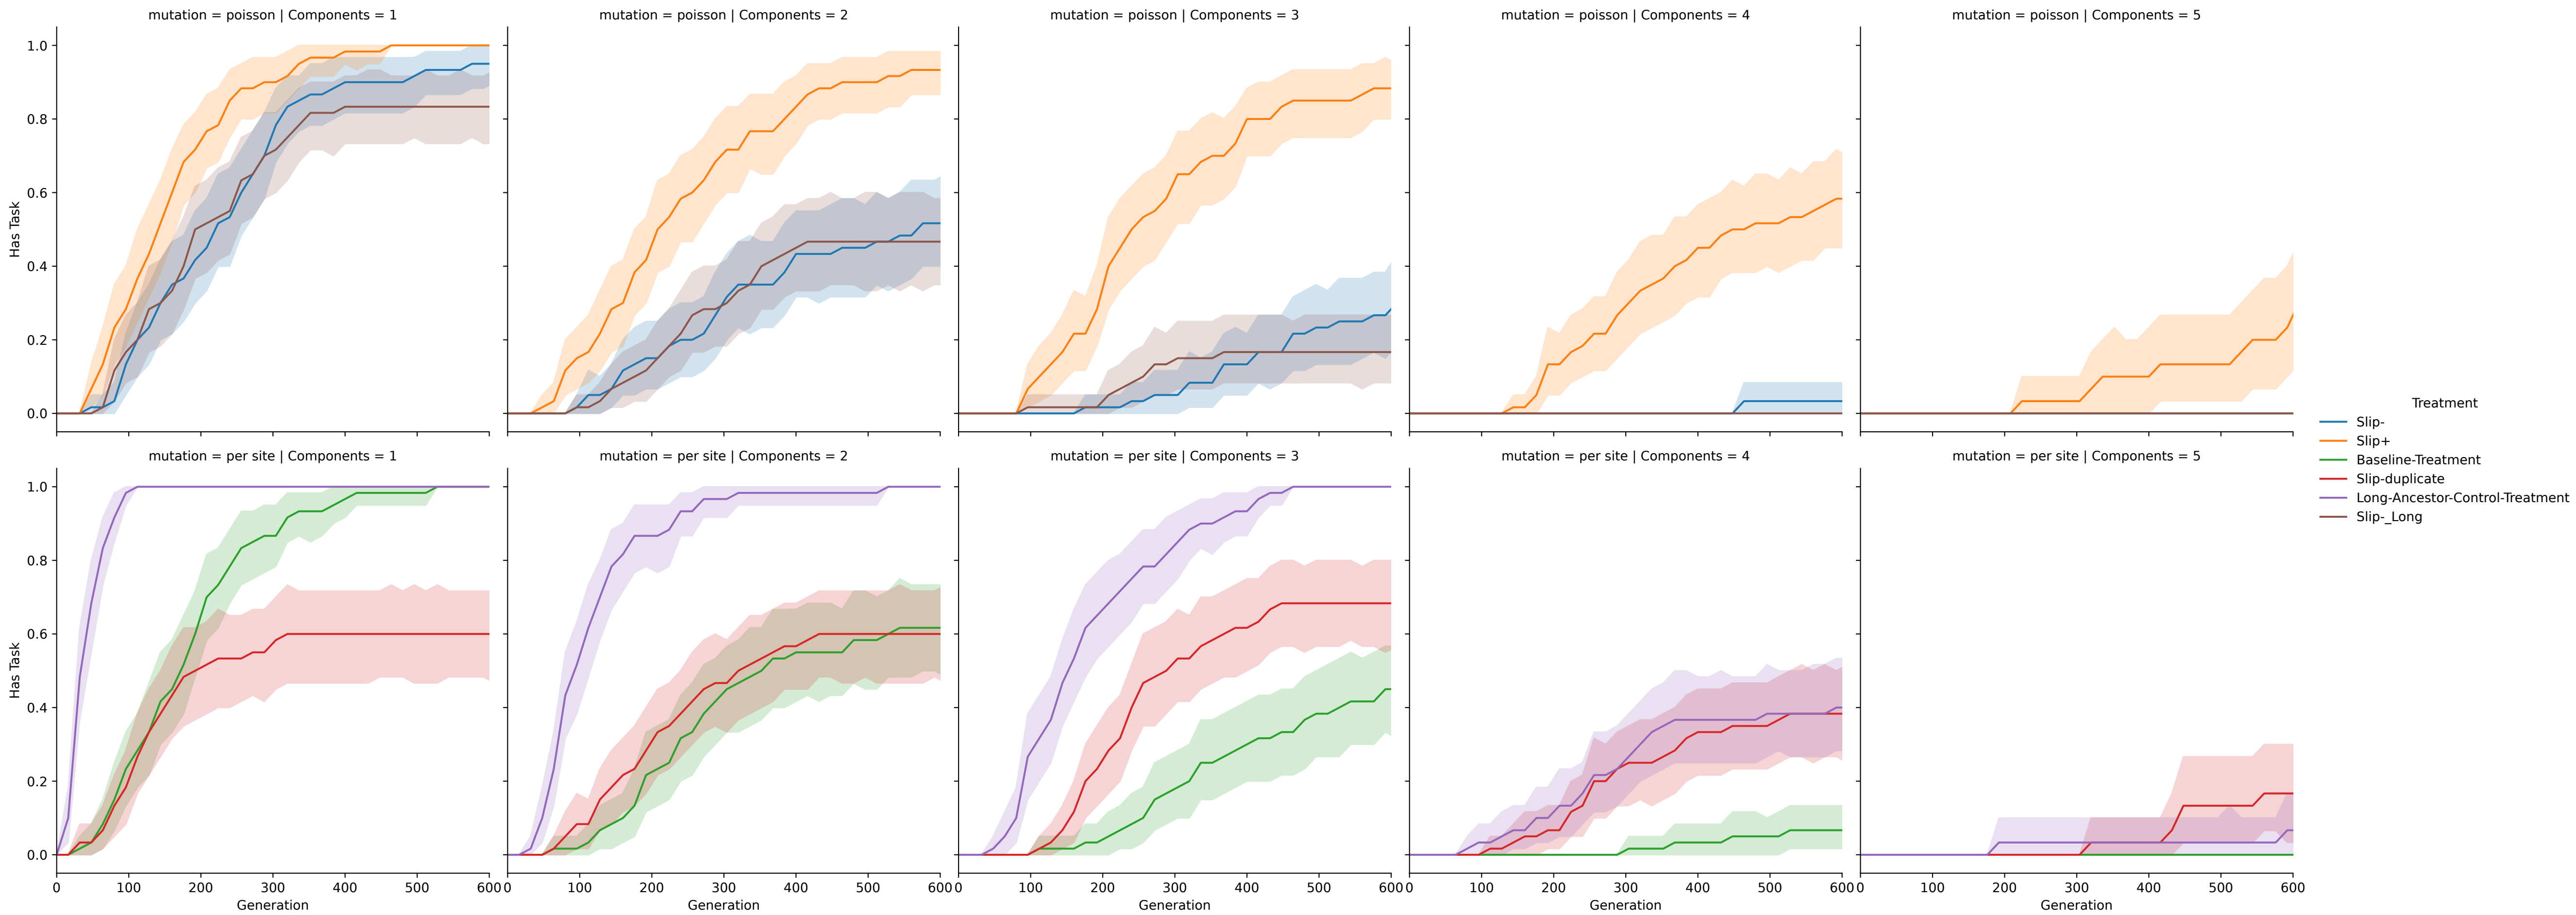 mutation = poisson | Components = 1
mutation = poisson | Components = 2
mutation = poisson | Components = 3
mutation = poisson | Components = 4
mutation = poisson | Components = 5
1.0
0.8
0.6
0.4
0.2
0.0
Has Task
mutation = per site | Components = 1
mutation = per site | Components = 2
mutation = per site | Components = 3
mutation = per site | Components = 4
mutation = per site | Components = 5
1.0
0.8
0.6
0.4
0.2
0.0
Has Task
0 100 200 300 400 500 600
0 100 200 300 400 500 600
0 100 200 300 400 500 600
0 100 200 300 400 500 600
0 100 200 300 400 500 600
Generation
Generation
Generation
Generation
Generation
Treatment
Slip-
Slip+
Baseline-Treatment
Slip-duplicate
Long-Ancestor-Control-Treatment
Slip-_Long